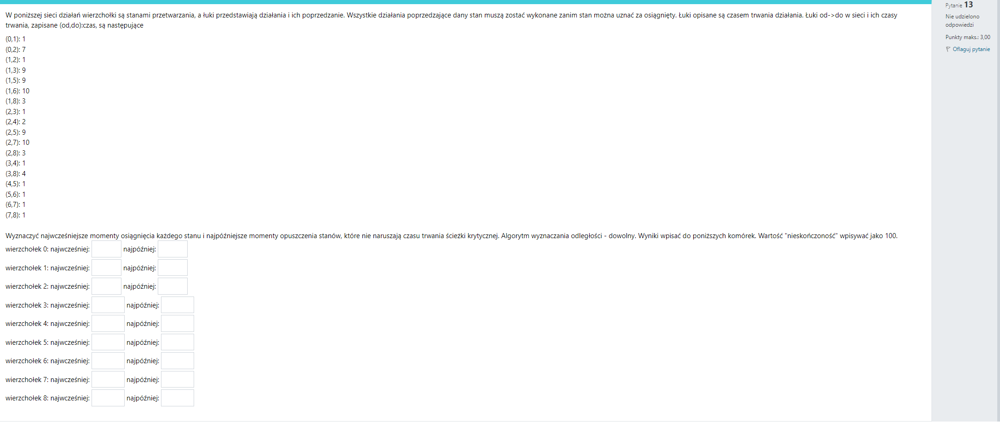 W poniższej sieci działań wierzchołki są stanami przetwarzania, a łuki przedstawiają działania i ich poprzedzanie. Wszystkie działania poprzedzające dany stan muszą zostać wykonane zanim stan można uznać za osiągnięty. Łuki opisane są czasem trwania działania. Łuki od->do w sieci i ich czasy
trwania, zapisane (od,do):czas, są następujące
(0,1): 1
(0,2): 7
(1,2): 1
(1,3): 9
(1,5): 9
(1,6): 10
(1,8): 3
(2,3): 1
(2,4): 2
(2,5): 9
(2,7): 10
(2,8): 3
(3,4): 1
(3,8): 4
(4,5): 1
(5,6): 1
(6,7): 1
(7,8): 1
Wyznaczyć najwcześniejsze momenty osiągnięcia każdego stanu i najpóźniejsze momenty opuszczenia stanów, które nie naruszają czasu trwania ścieżki krytycznej. Algorytm wyznaczania odległości - dowolny. Wyniki wpisać do poniższych komórek. Wartość "nieskończoność" wpisywać jako 100.
wierzchołek 0: najwcześniej: najpóźniej:
wierzchołek 1: najwcześniej: najpóźniej:
wierzchołek 2: najwcześniej: najpóźniej:
wierzchołek 3: najwcześniej: najpóźniej:
wierzchołek 4: najwcześniej: najpóźniej:
wierzchołek 5: najwcześniej: najpóźniej:
wierzchołek 6: najwcześniej: najpóźniej:
wierzchołek 7: najwcześniej: najpóźniej:
wierzchołek 8: najwcześniej: najpóźniej:
Pytanie 13
Nie udzielono
odpowiedzi
Punkty maks.: 3,00
Oflaguj pytanie